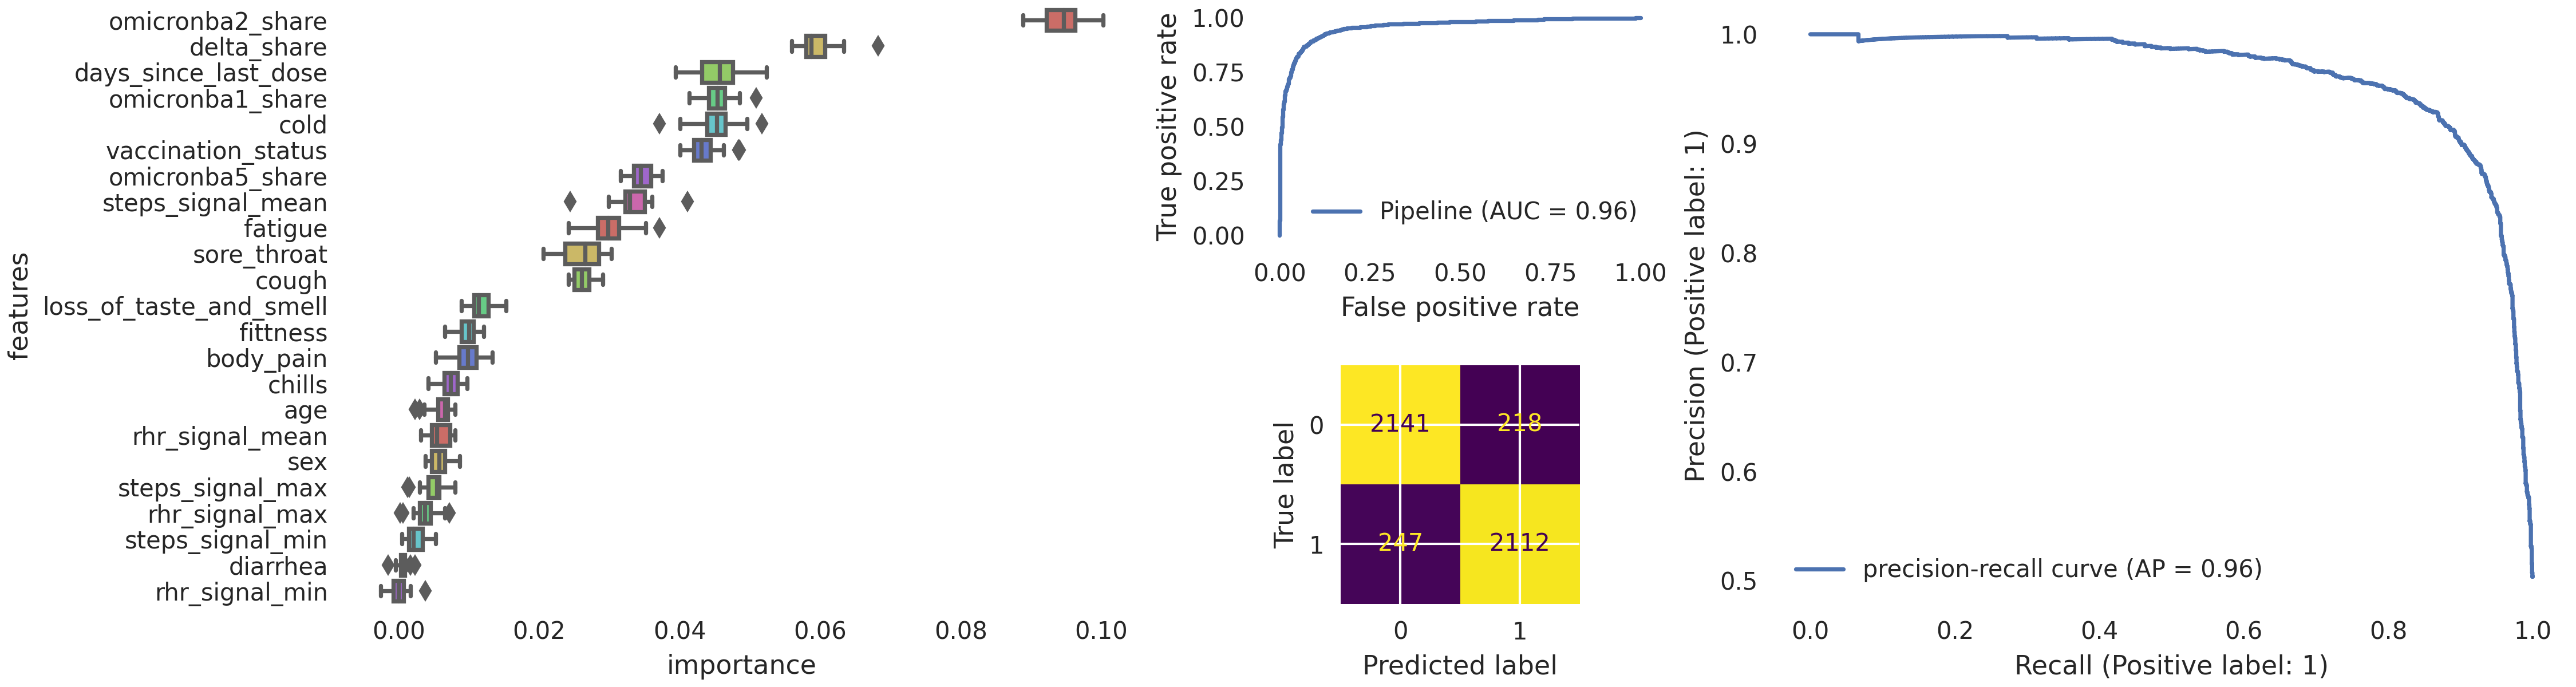 features
omicronba2_share
delta_share
days_since_last_dose
omicronba1_share
cold
vaccination_status
omicronba5_share
steps_signal_mean
fatigue
sore_throat
cough
loss_of_taste_and_smell
fittness
body_pain
chills
age
rhr_signal_mean
sex
steps_signal_max
rhr_signal_max
steps_signal_min
diarrhea
rhr_signal_min
0.00 0.02 0.04 0.06 0.08 0.10
importance
True positive rate
1.00
0.75
0.50
0.25
0.00
Pipeline (AUC = 0.96)
0.00 0.25 0.50 0.75 1.00
False positive rate
True label
0
1
2141 218
247 2112
0 1
Predicted label
Precision (Positive label: 1)
1.0
0.9
0.8
0.7
0.6
0.5
precision-recall curve (AP = 0.96)
0.0 0.2 0.4 0.6 0.8 1.0
Recall (Positive label: 1)